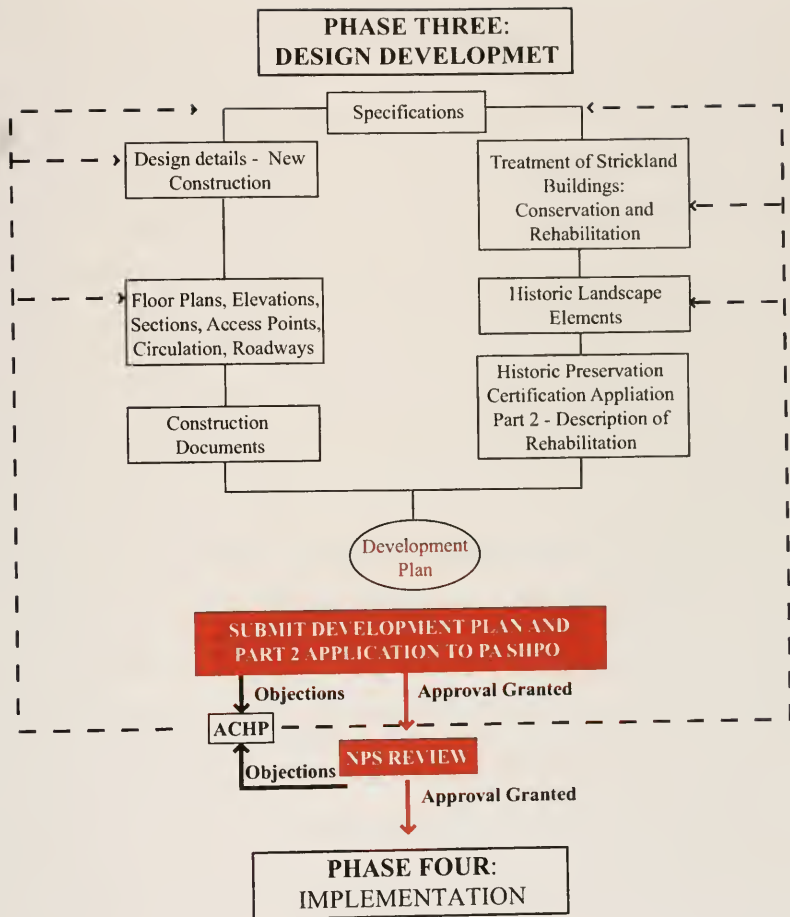 PHASE THREE:
DESIGN DEVELOPMET
Specifications
Design details - New
Construction
Treatment of Strickland
Buildings:
Conservation and
Rehabilitation
Floor Plans, Elevations,
Sections, Access Points,
Circulation, Roadways
Historic Landscape
Elements
Historic Preservation
Certification Appliation
Part 2 - Description of
Rehabilitation
Construction
Documents
Development
Plan
SUBMIT DEVELOPMENT PLAN AND
PART 2 APPLICATION TO PA SHPO
Objections
Approval Granted
ACHP
NPS REVIEW
Objections
Approval Granted
PHASE FOUR:
IMPLEMENTATION